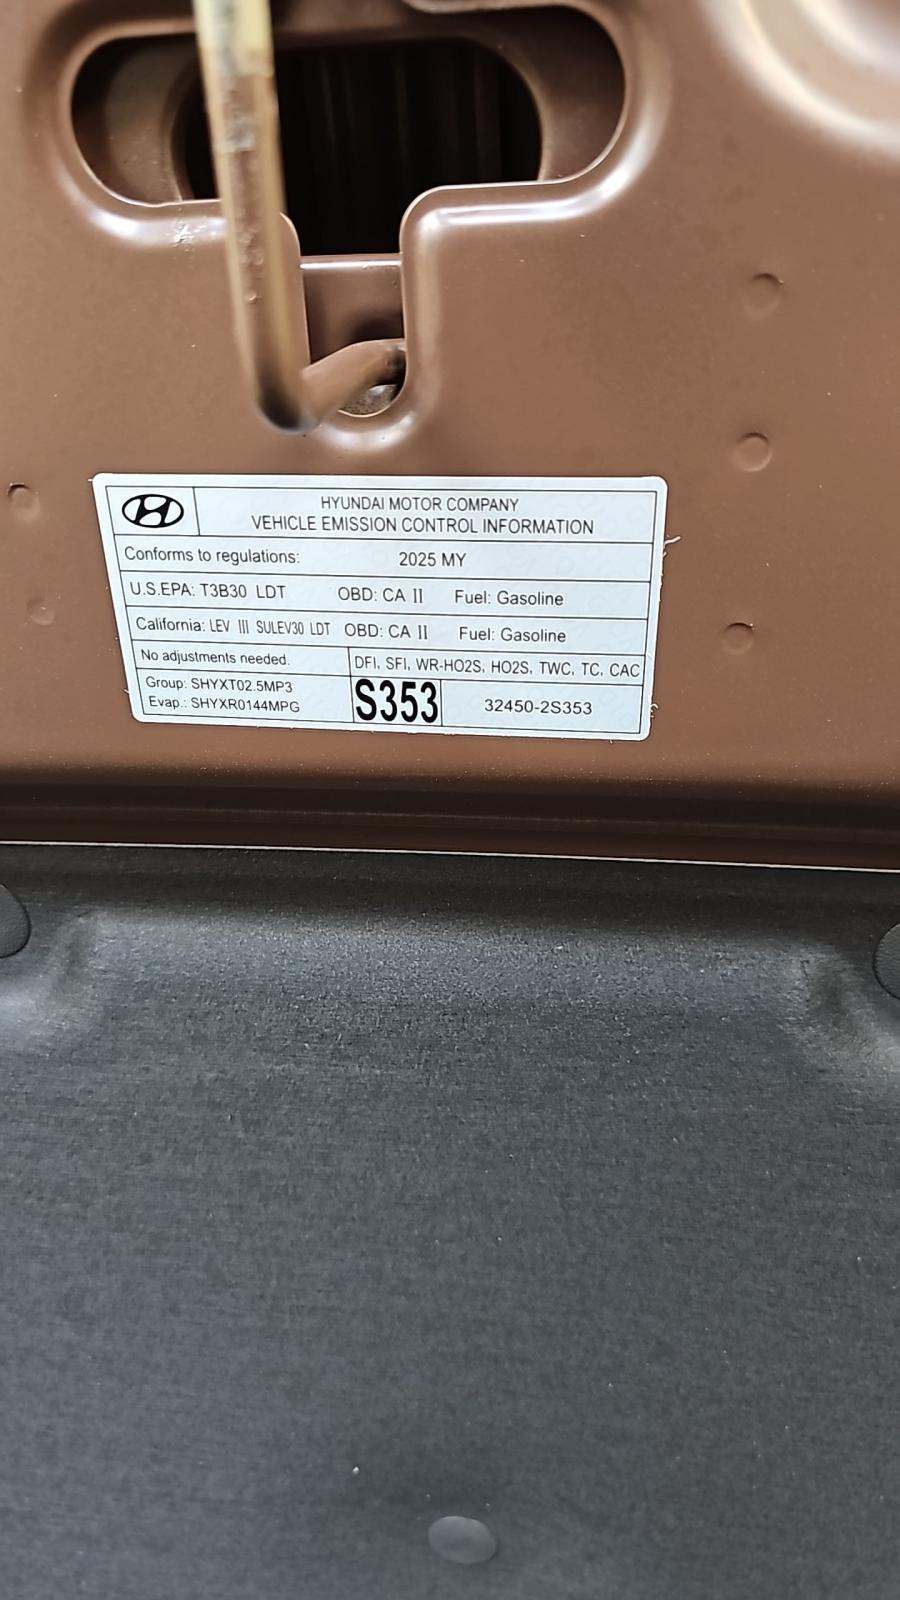 HYUNDAI MOTOR COMPANY
VEHICLE EMISSION CONTROL INFORMATION
Conforms to regulations: 2025 MY
U.S.EPA: T3B30 LDT OBD: CA II Fuel: Gasoline
California: LEV III SULEV30 LDT OBD: CA II Fuel: Gasoline
No adjustments needed. DFI, SFI, WR-HO2S, HO2S, TWC, TC, CAC
Group: SHYXT02.5MP3
Evap.: SHYXR0144MPG
S353
32450-2S353